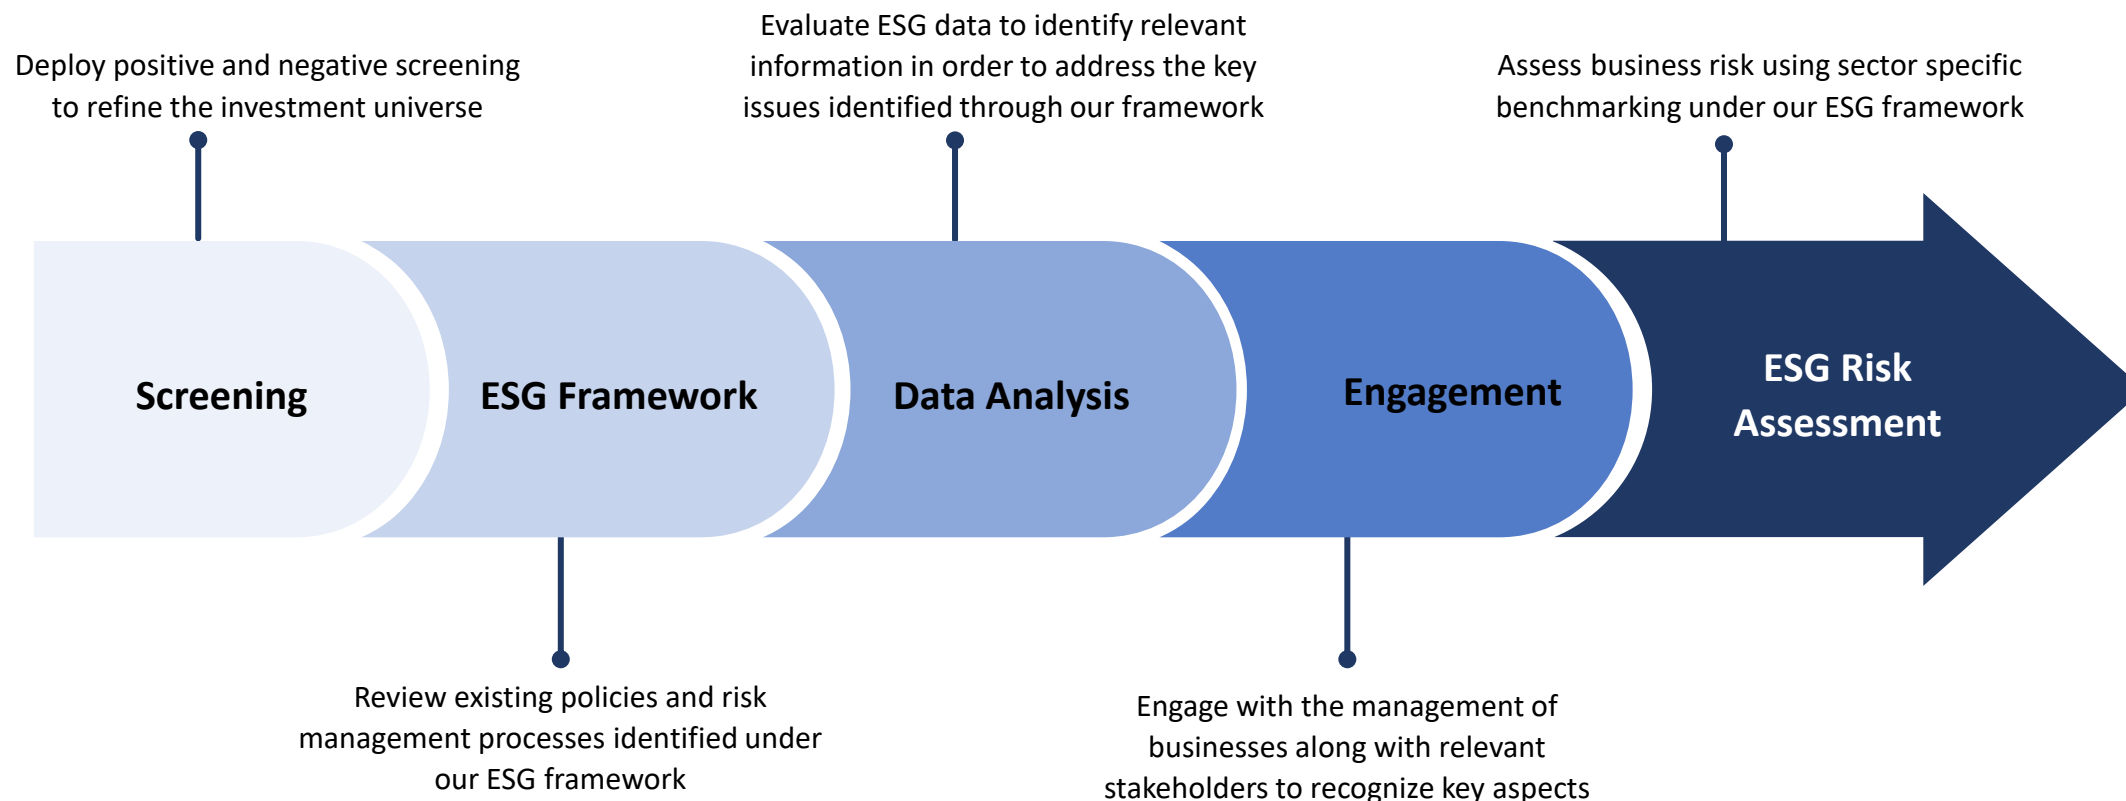 Deploy positive and negative screening
to refine the investment universe
Evaluate ESG data to identify relevant
information in order to address the key
issues identified through our framework
Assess business risk using sector specific
benchmarking under our ESG framework
Screening
ESG Framework
Data Analysis
Engagement
ESG Risk
Assessment
Review existing policies and risk
management processes identified under
our ESG framework
Engage with the management of
businesses along with relevant
stakeholders to recognize key aspects